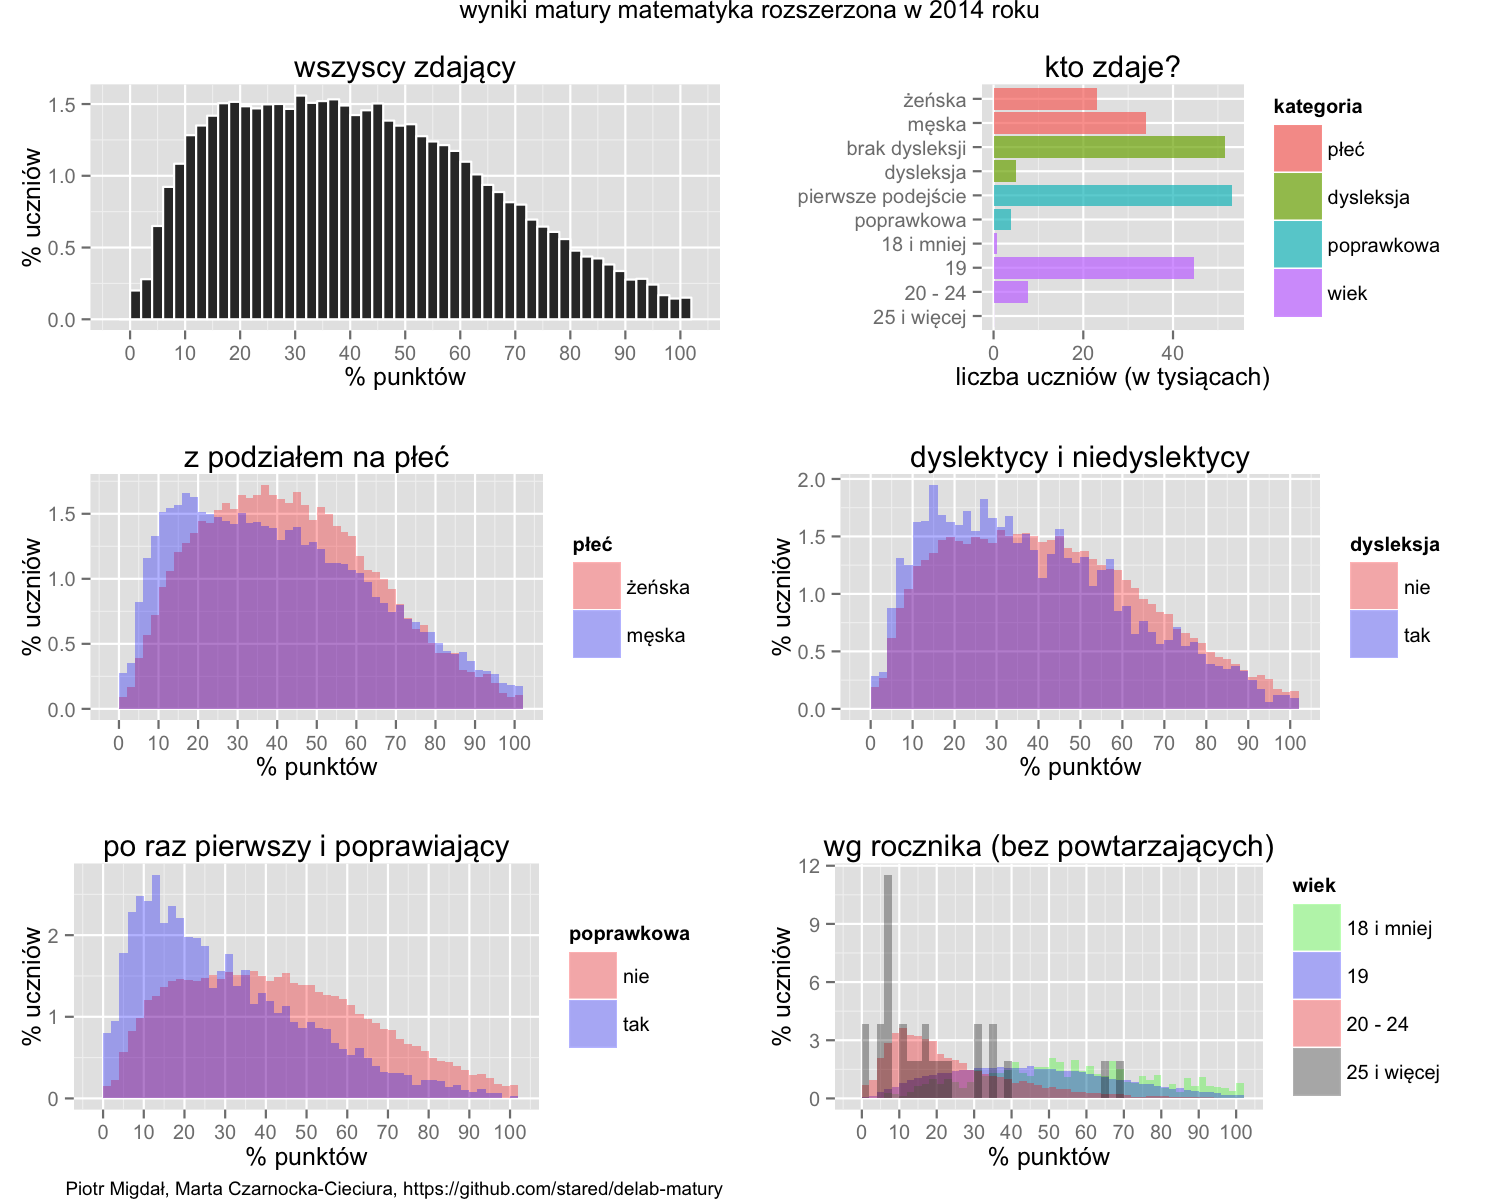 wyniki matury matematyka rozszerzona w 2014 roku
wszyscy zdający
% uczniów
1.5
1.0
0.5
0.0
0 10 20 30 40 50 60 70 80 90 100
% punktów
kto zdaje?
żeńska
męska
brak dysleksji
dysleksja
pierwsze podejście
poprawkowa
18 i mniej
19
20 - 24
25 i więcej
0 20 40
liczba uczniów (w tysiącach)
kategoria
płeć
dysleksja
poprawkowa
wiek
z podziałem na płeć
% uczniów
1.5
1.0
0.5
0.0
0 10 20 30 40 50 60 70 80 90 100
% punktów
płeć
żeńska
męska
dyslektycy i niedyslektycy
% uczniów
2.0
1.5
1.0
0.5
0.0
0 10 20 30 40 50 60 70 80 90 100
% punktów
dysleksja
nie
tak
po raz pierwszy i poprawiający
% uczniów
2
1
0
0 10 20 30 40 50 60 70 80 90 100
% punktów
poprawkowa
nie
tak
wg rocznika (bez powtarzających)
% uczniów
12
9
6
3
0
0 10 20 30 40 50 60 70 80 90 100
% punktów
wiek
18 i mniej
19
20 - 24
25 i więcej
Piotr Migdał, Marta Czarnocka-Cieciura, https://github.com/stared/delab-matury